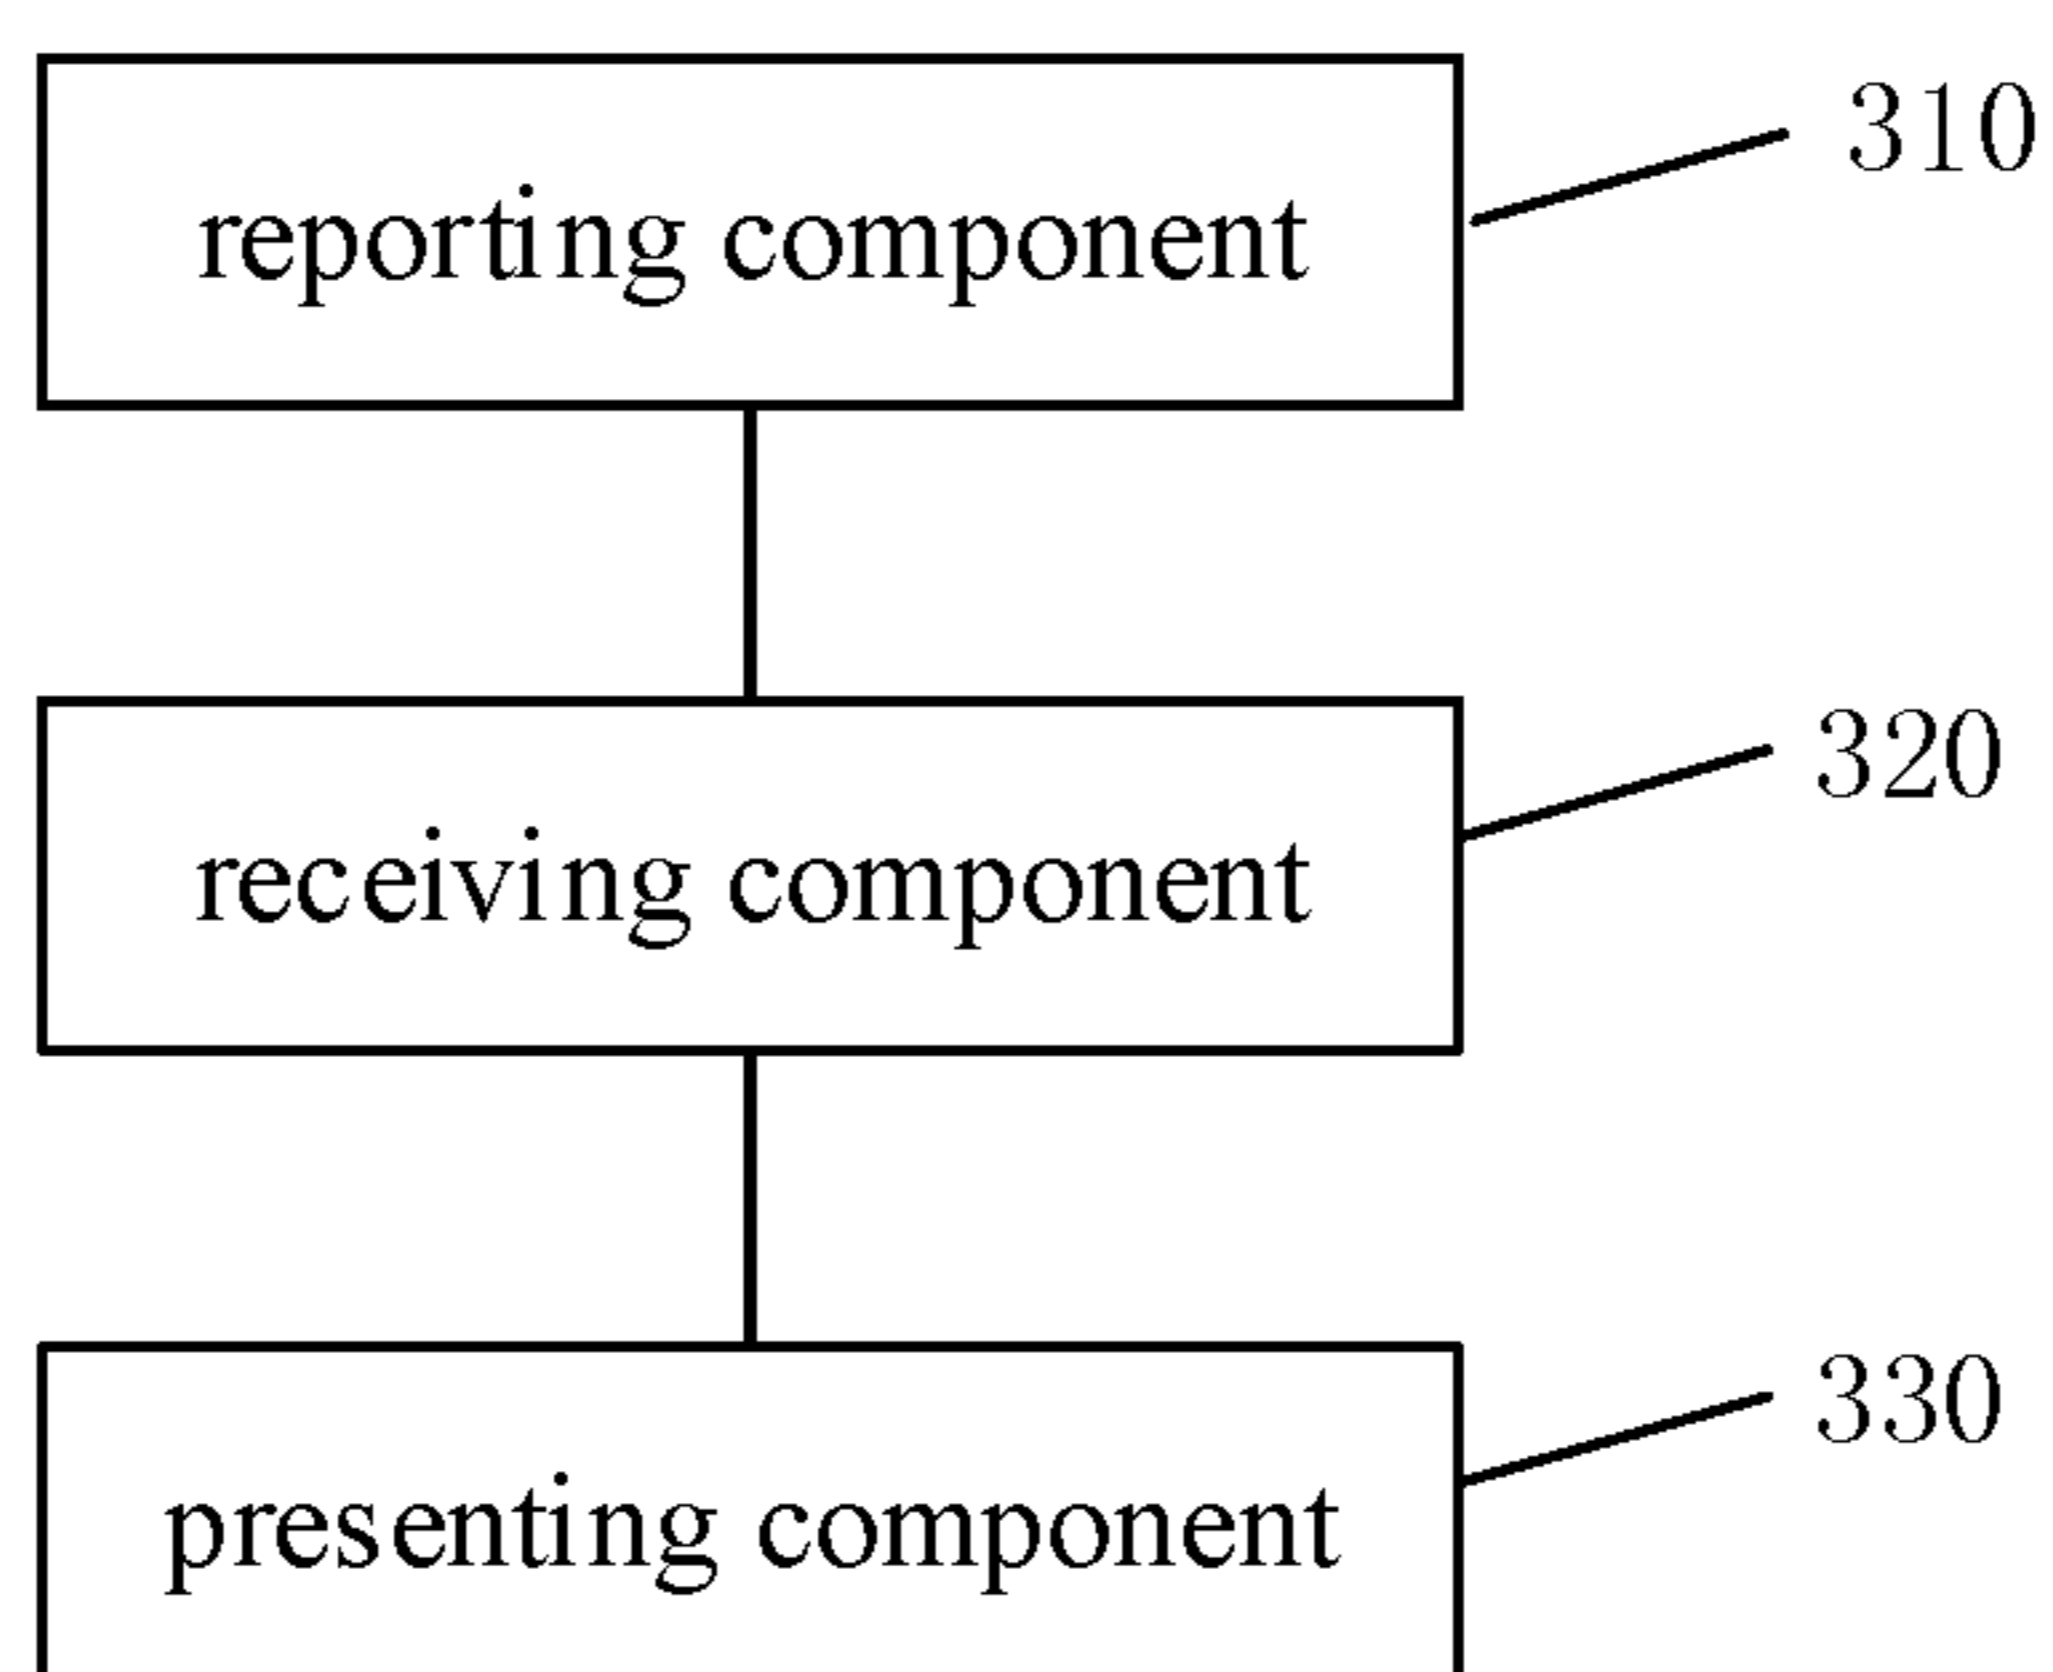 310
reporting component
320
receiving component
330
presenting component